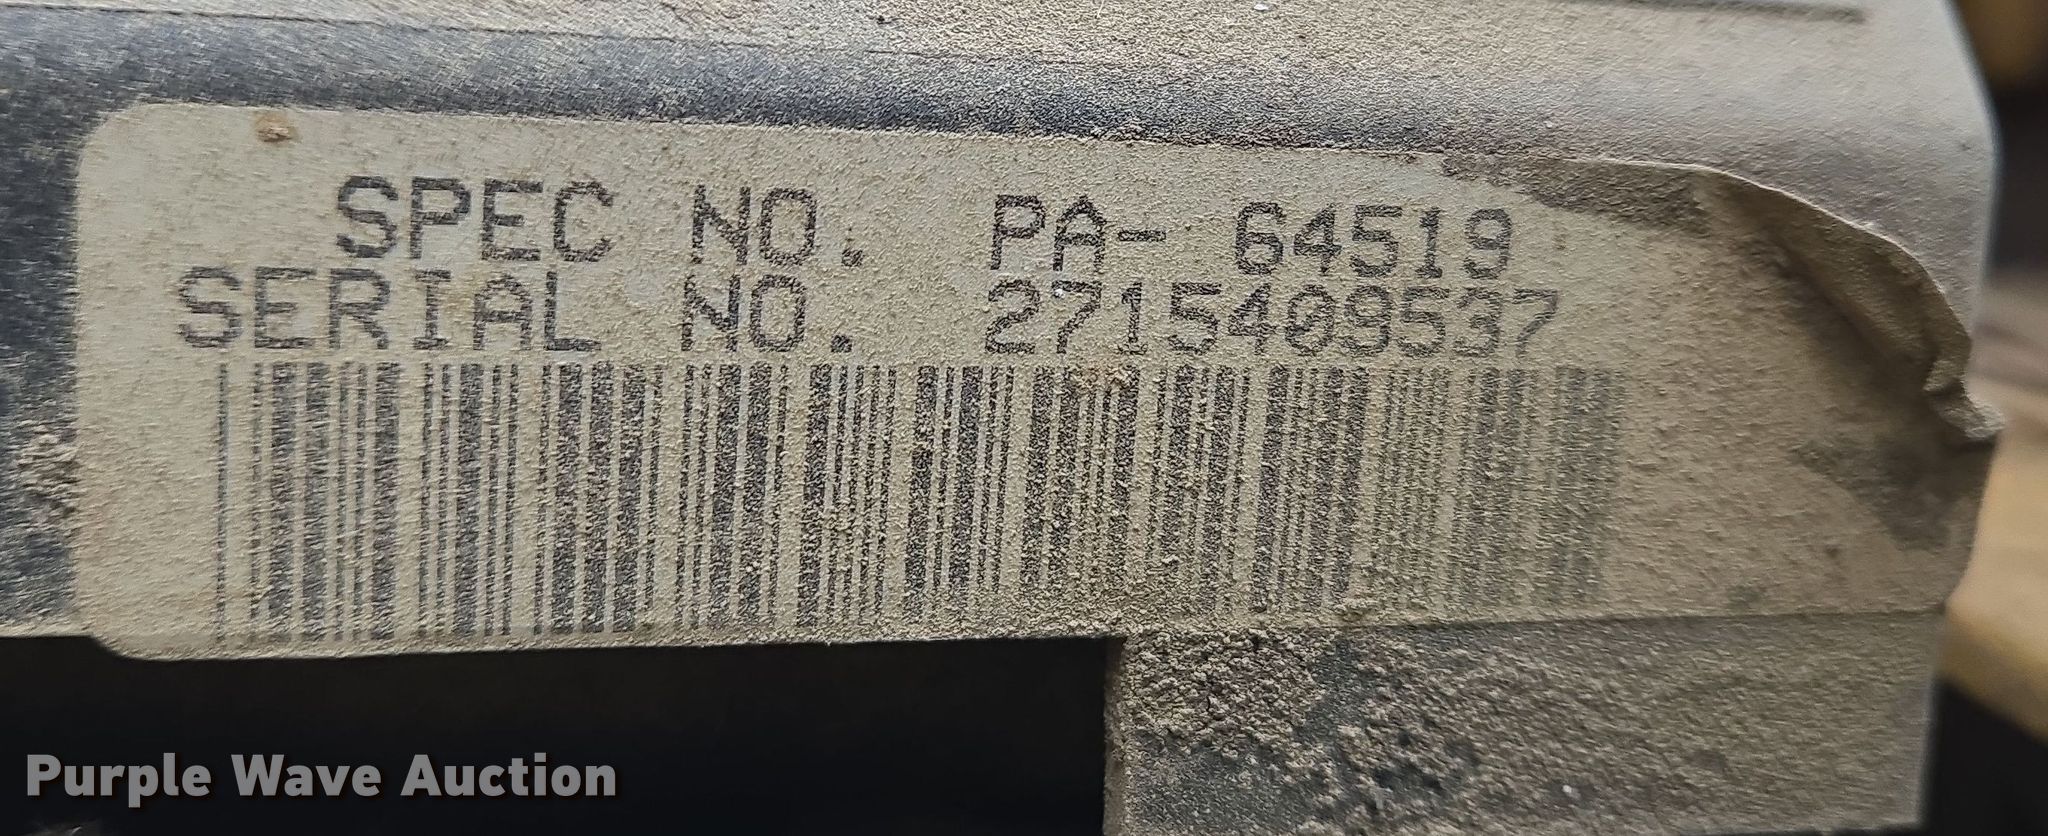 SPEC NO. PA- 64519
SERIAL NO. 2715409537
Purple Wave Auction